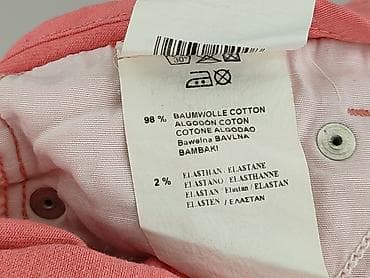 30°
98 % BAUMWOLLE COTTON
ALGODÓN COTON
COTONE ALGODAO
Bawełna BAVLNA
BAMBAKI
2 % ELASTHAN / ELASTANE
ELASTANO / ELASTHANNE
ELASTAN / Elastan / ELASTAN
ELASTEN / ΕΛΑΣΤΑΝ